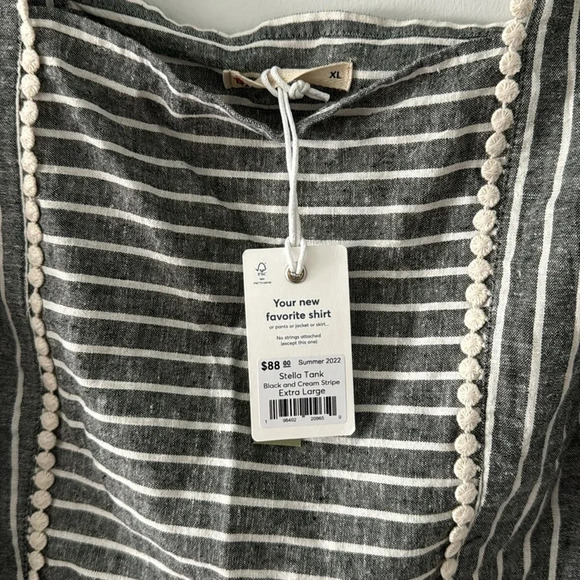 XL
FSC
Your new
favorite shirt
or pants or jacket or skirt...
No strings attached
(except this one)
$88 00 Summer 2022
Stella Tank
Black and Cream Stripe
Extra Large